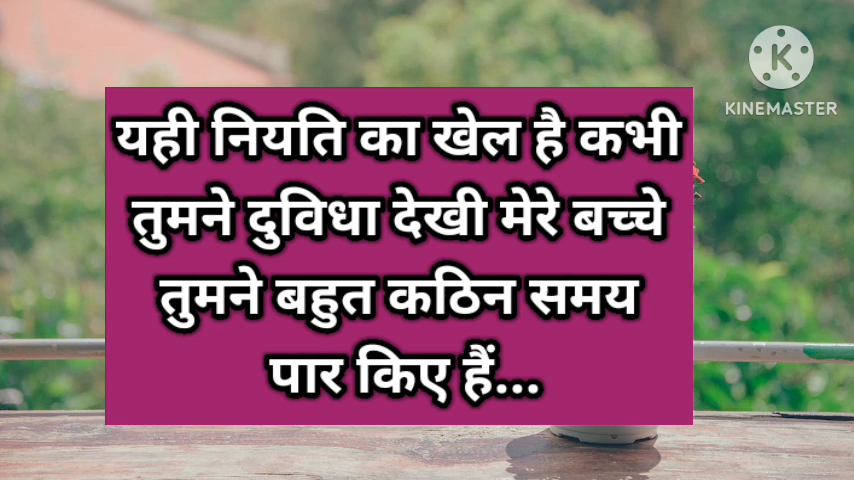 यही नियति का खेल है कभी
तुमने दुविधा देखी मेरे बच्चे
तुमने बहुत कठिन समय
पार किए हैं...
K
KINEMASTER